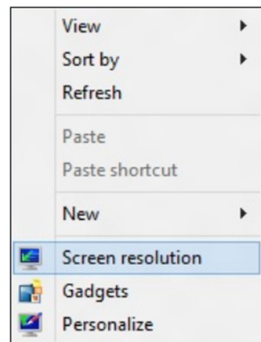 View
Sort by
Refresh
Paste
Paste shortcut
New
Screen resolution
Gadgets
Personalize